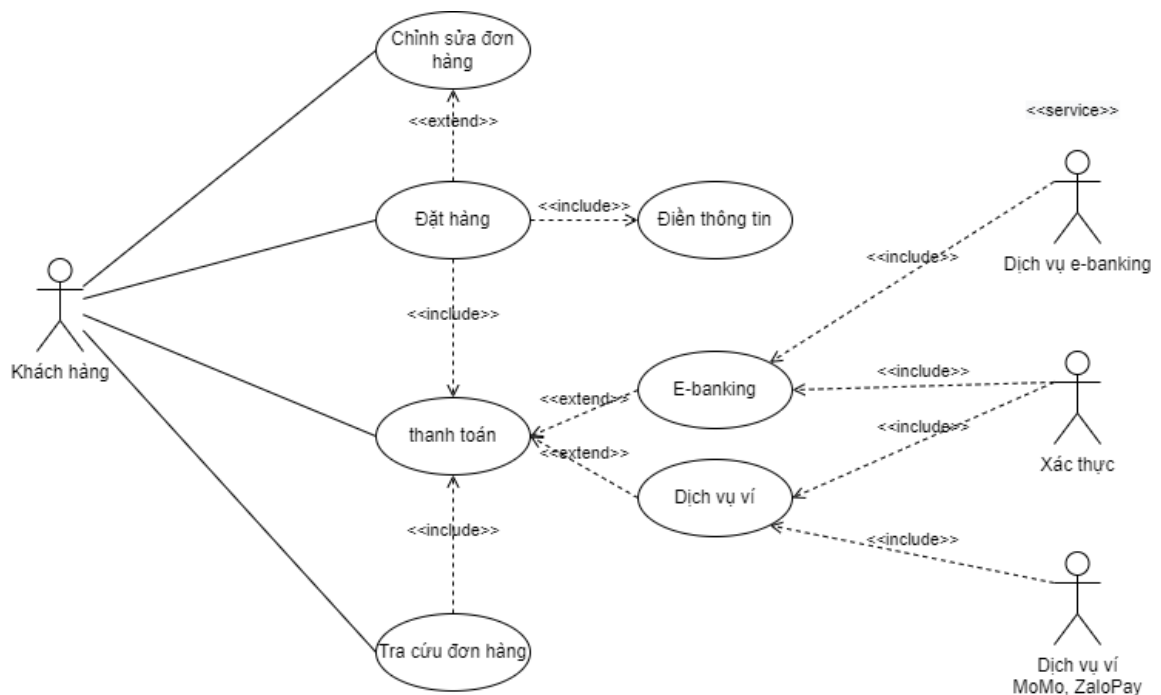 Chỉnh sửa đơn
hàng
<<service>>
<<extend>>
<<include>>
Đặt hàng
Điền thông tin
<<include>>
Dịch vụ e-banking
<<include>>
Khách hàng
<<include>>
E-banking
<<extend>>
<<include>>
thanh toán
<<extend>>
Xác thực
Dịch vụ ví
<<include>>
<<include>>
Tra cứu đơn hàng
Dịch vụ ví
MoMo, ZaloPay